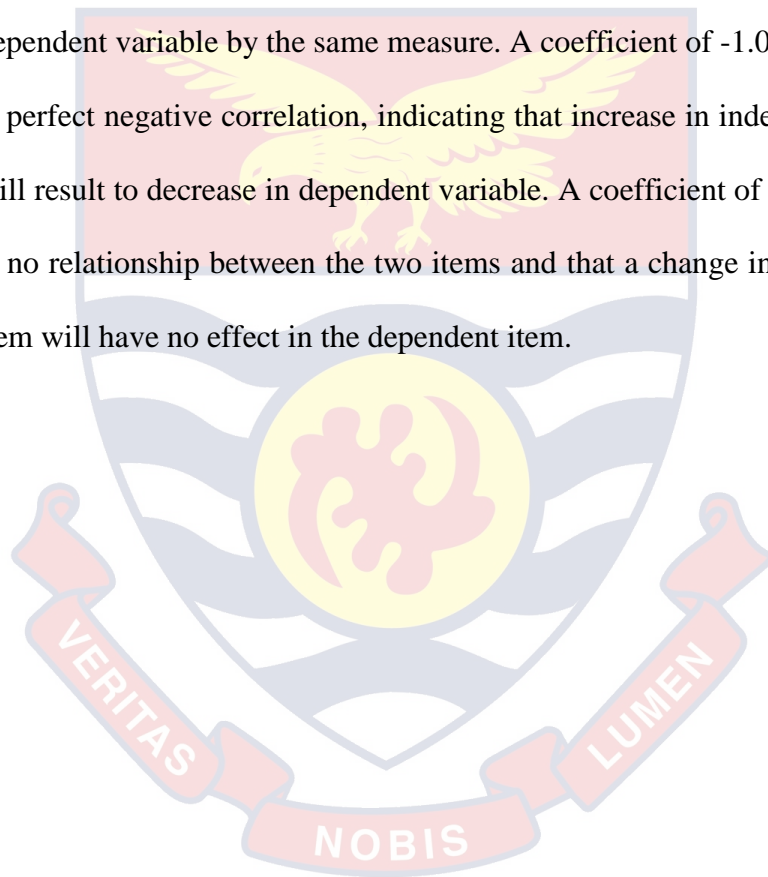 ependent variable by the same measure. A coefficient of -1.0
perfect negative correlation, indicating that increase in inde
ill result to decrease in dependent variable. A coefficient of
no relationship between the two items and that a change in
em will have no effect in the dependent item.
VERITAS
NOBIS
LUMEN